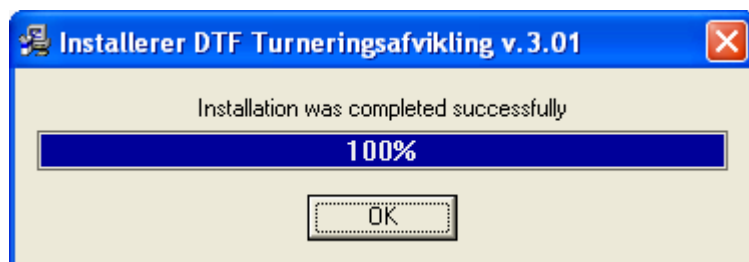 Installerer DTF Turneringsafvikling v.3.01
Installation was completed successfully
100%
OK